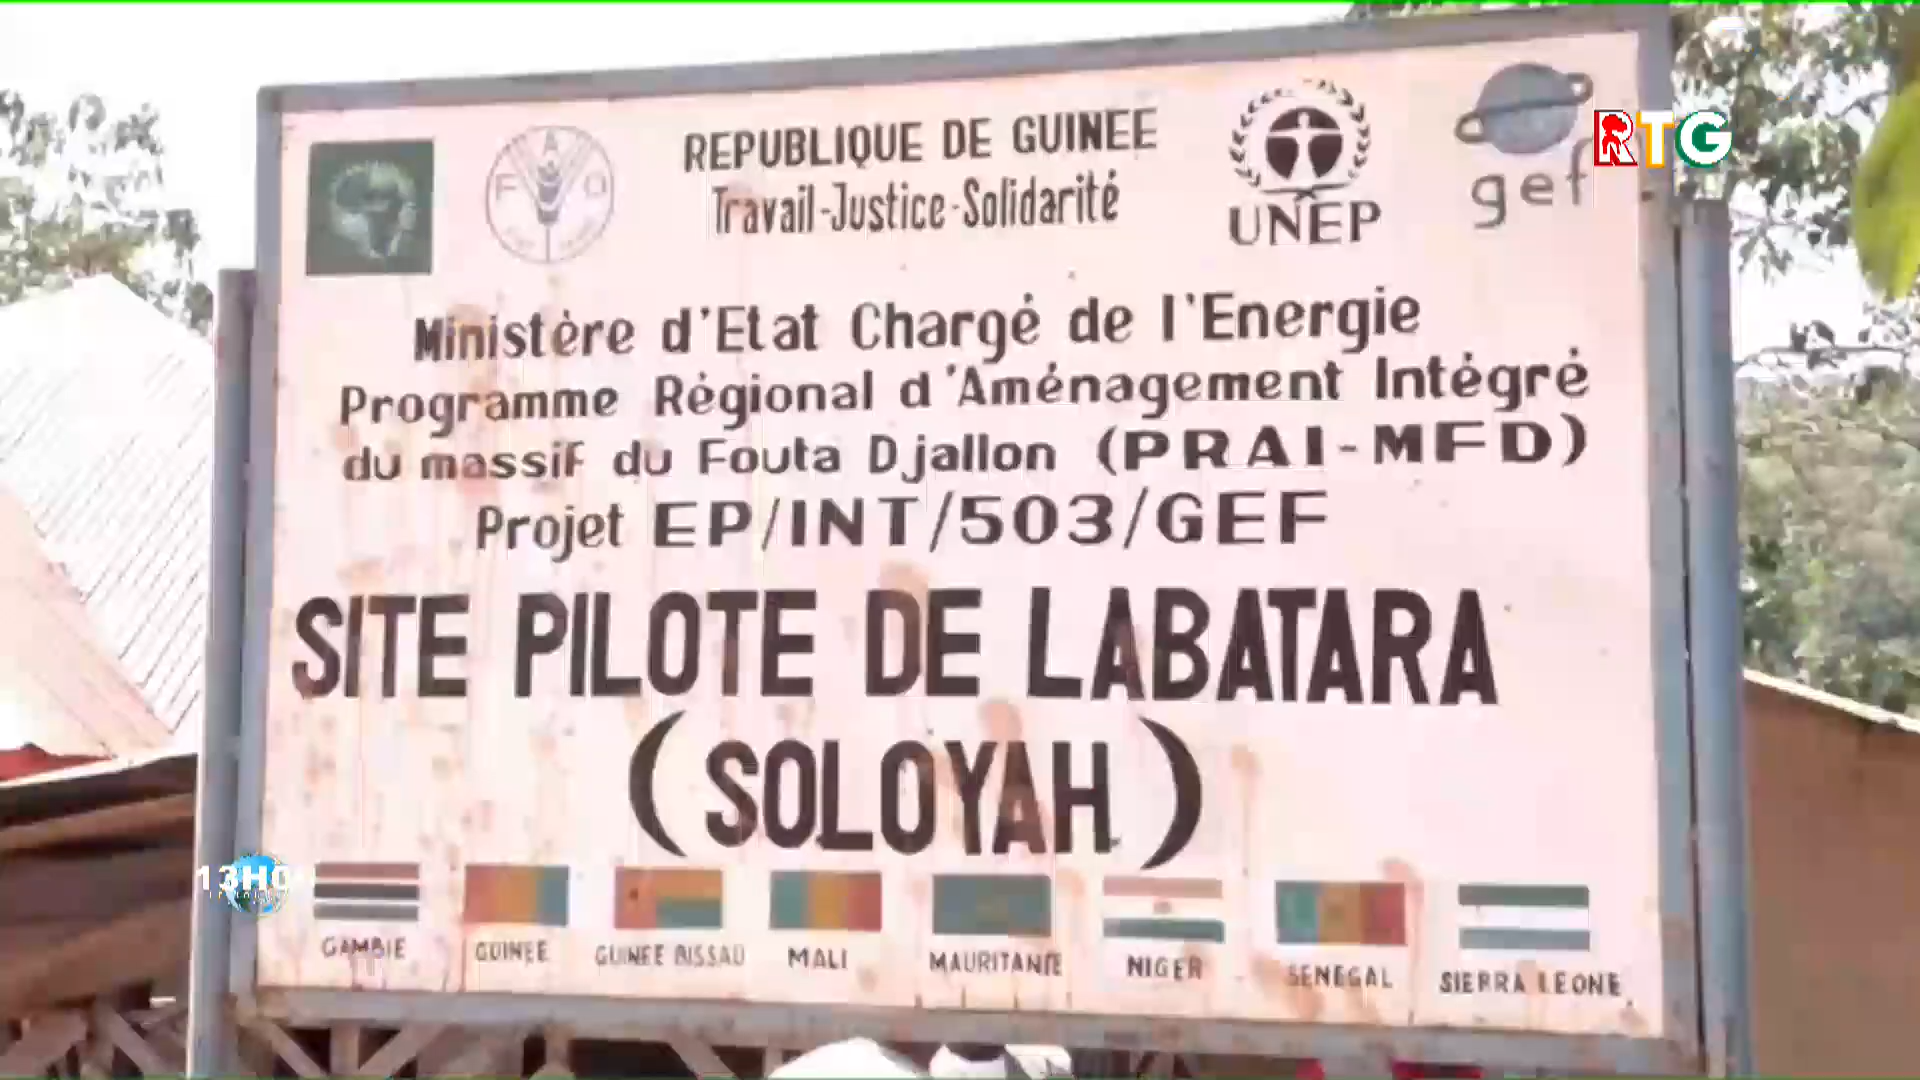 FAO
REPUBLIQUE DE GUINEE
Travail-Justice-Solidarité
UNEP
gef
RTG
Ministère d'Etat Chargé de l'Energie
Programme Régional d'Aménagement Intégré
du massif du Fouta Djallon (PRAI-MFD)
Projet EP/INT/503/GEF
SITE PILOTE DE LABATARA
(SOLOYAH)
GAMBIE
GUINEE
GUINEE BISSAU
MALI
MAURITANIE
NIGER
SENEGAL
SIERRA LEONE